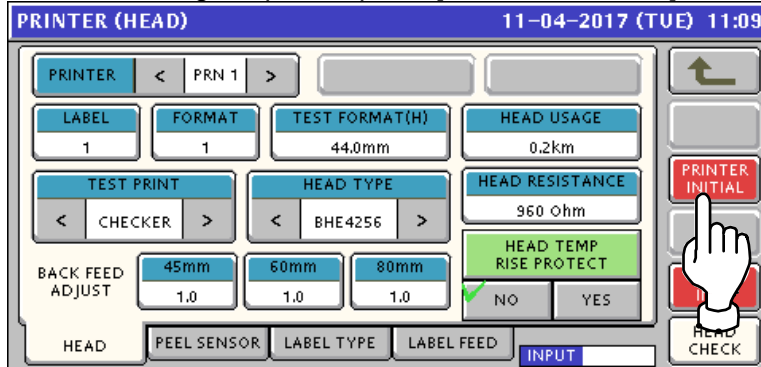 PRINTER (HEAD) 11-04-2017 (TUE) 11:09
PRINTER < PRN 1 >
LABEL FORMAT TEST FORMAT(H) HEAD USAGE
1 1 44.0mm 0.2km
PRINTER
INITIAL
TEST PRINT HEAD TYPE HEAD RESISTANCE
< CHECKER > < BHE4256 > 960 Ohm
HEAD TEMP
RISE PROTECT
NO YES
BACK FEED
ADJUST
45mm 60mm 80mm
1.0 1.0 1.0
HEAD PEEL SENSOR LABEL TYPE LABEL FEED
INPUT
HEAD
CHECK